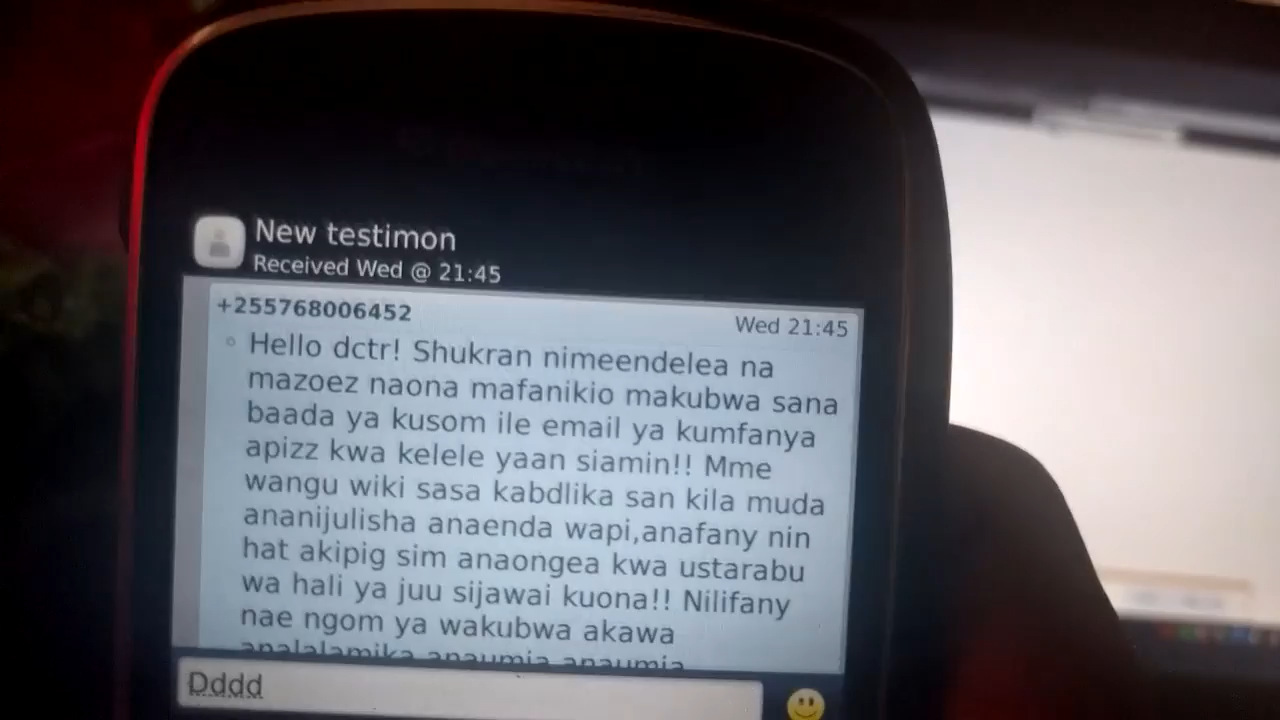 New testimon
Received Wed @ 21:45
+255768006452
Wed 21:45
Hello dctr! Shukran nimeendelea na
mazoez naona mafanikio makubwa sana
baada ya kusom ile email ya kumfanya
apizz kwa kelele yaan siamin!! Mme
wangu wiki sasa kabdlika san kila muda
ananijulisha anaenda wapi,anafany nin
hat akipig sim anaongea kwa ustarabu
wa hali ya juu sijawai kuona!! Nilifany
nae ngom ya wakubwa akawa
analalamika anaumia anaumia
Dddd